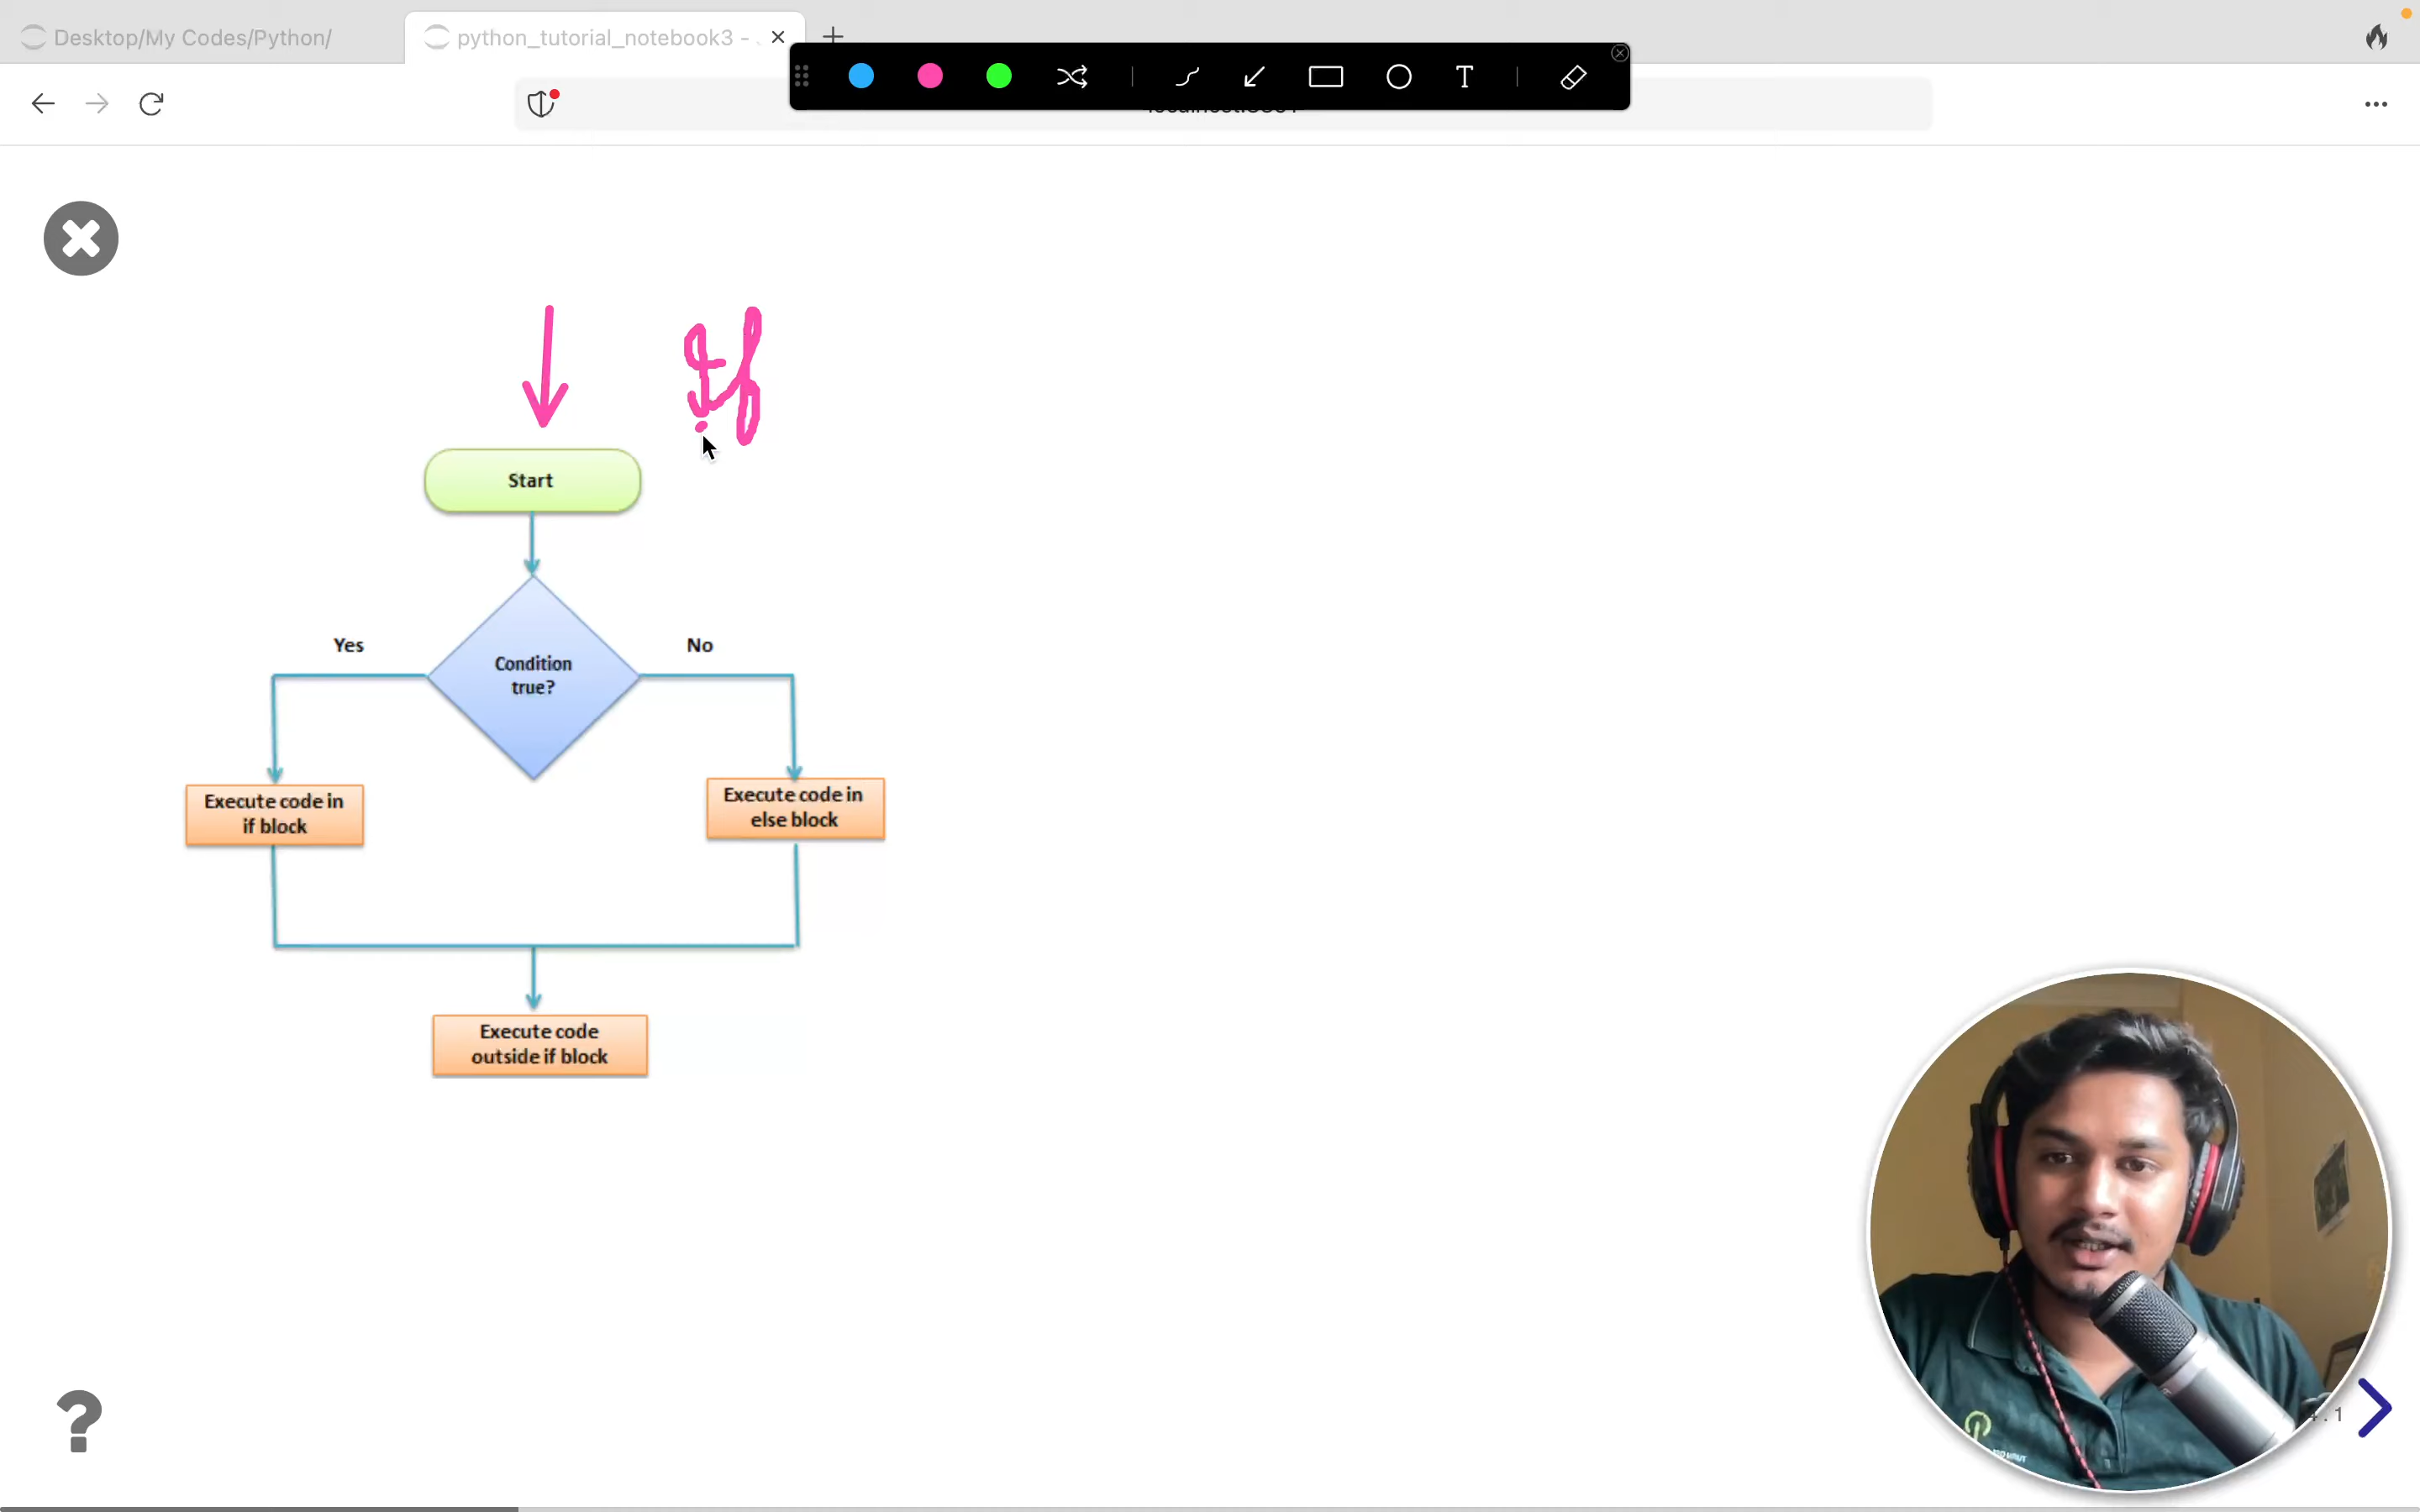 Desktop/My Codes/Python/
python_tutorial_notebook3 -
T
If
Start
Yes
No
Condition
true?
Execute code in
if block
Execute code in
else block
Execute code
outside if block
?